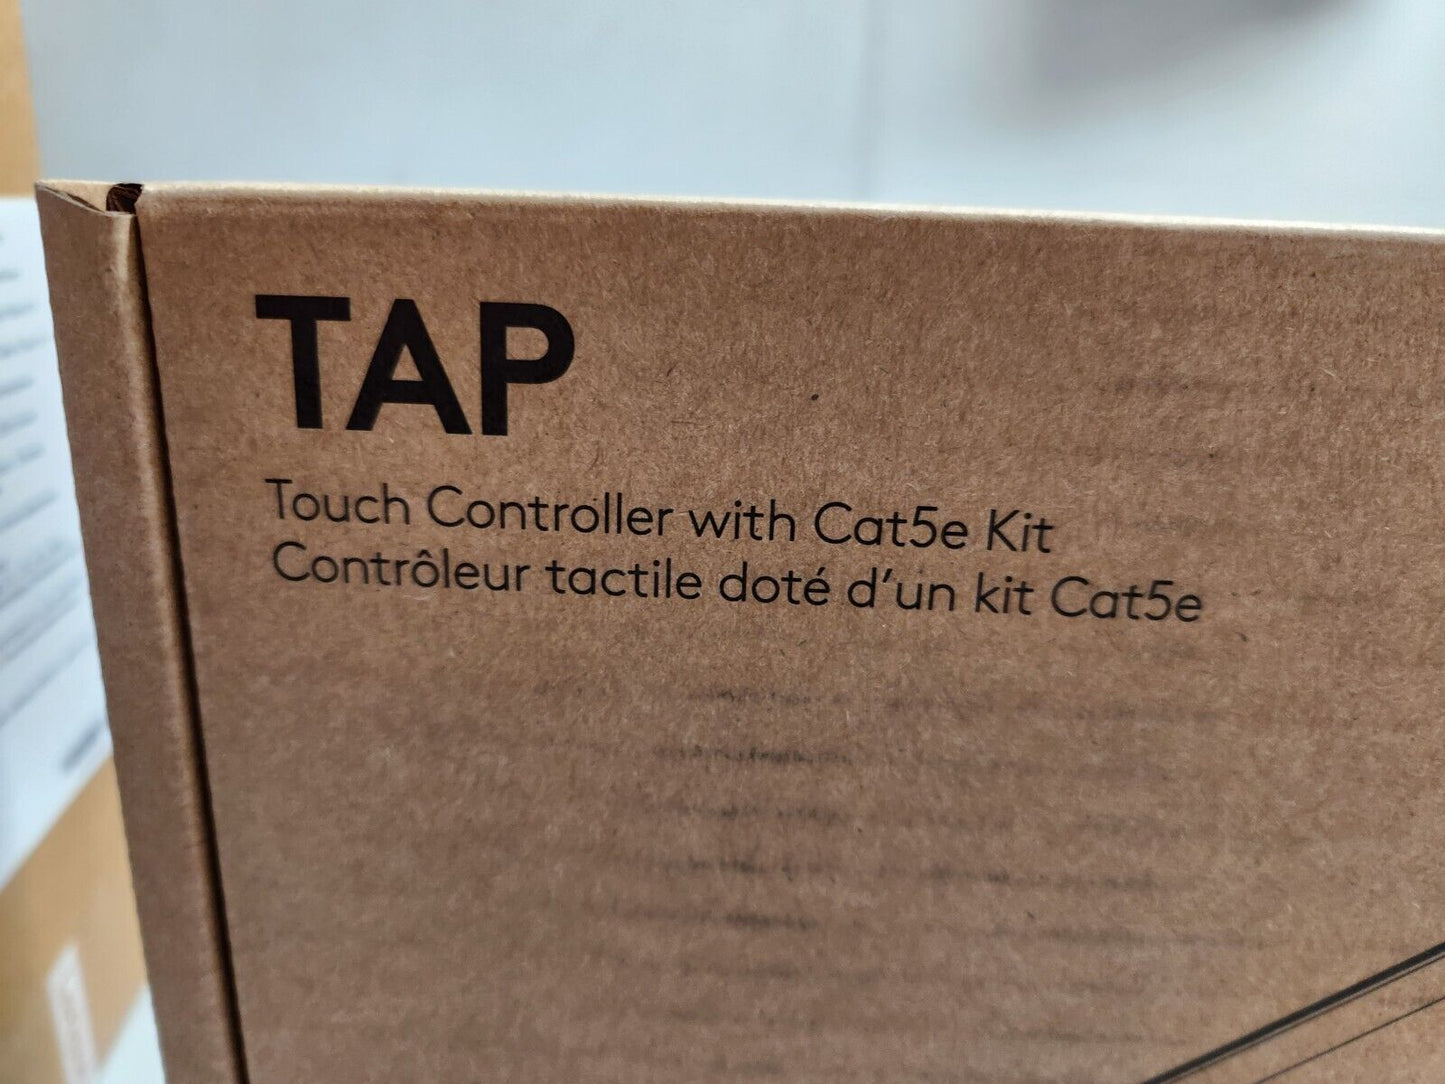 TAP
Touch Controller with Cat5e Kit
Contrôleur tactile doté d'un kit Cat5e